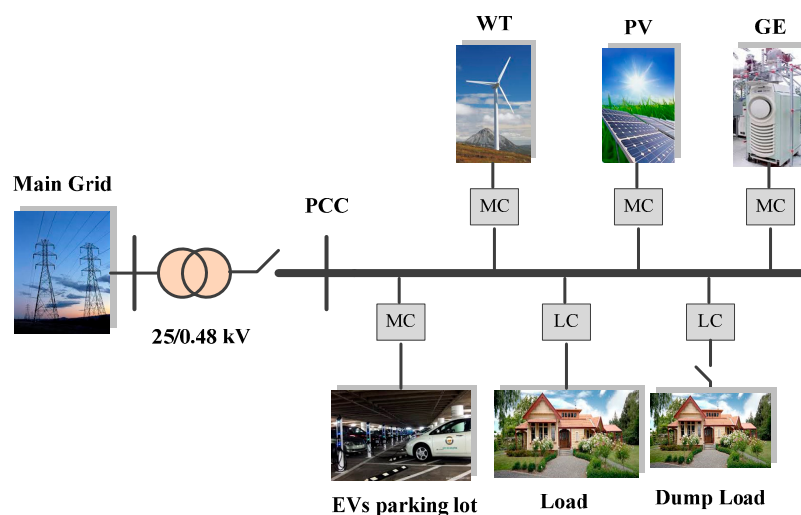 WT
PV
GE
Main Grid
PCC
MC
MC
MC
25/0.48 kV
MC
LC
LC
EVs parking lot
Load
Dump Load